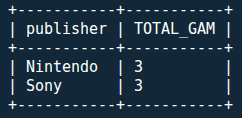 +-----------+-----------+
| publisher | TOTAL_GAM |
+-----------+-----------+
| Nintendo  | 3
| Sony      | 3
+-----------+-----------+